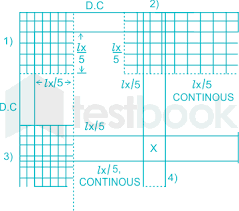 D.C 2)
1)
lx/5 lx/5
lx/5 lx/5 lx/5
CONTINOUS
D.C
testbook
lx/5
X
3)
lx/5. 4)
CONTINOUS